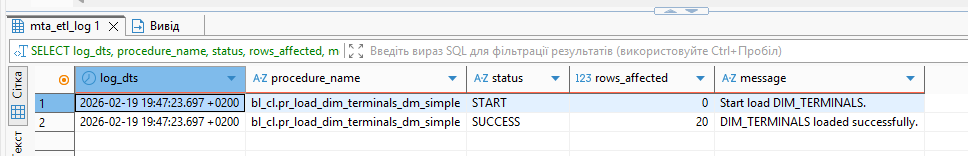 mta_etl_log 1 Вивід
SELECT log_dts, procedure_name, status, rows_affected, m Введіть вираз SQL для фільтрації результатів (використовуйте Ctrl+Пробіл)
Сітка
log_dts A-Z procedure_name A-Z status 123 rows_affected A-Z message
1 2026-02-19 19:47:23.697 +0200 bl_cl.pr_load_dim_terminals_dm_simple START 0 Start load DIM_TERMINALS.
2 2026-02-19 19:47:23.697 +0200 bl_cl.pr_load_dim_terminals_dm_simple SUCCESS 20 DIM_TERMINALS loaded successfully.